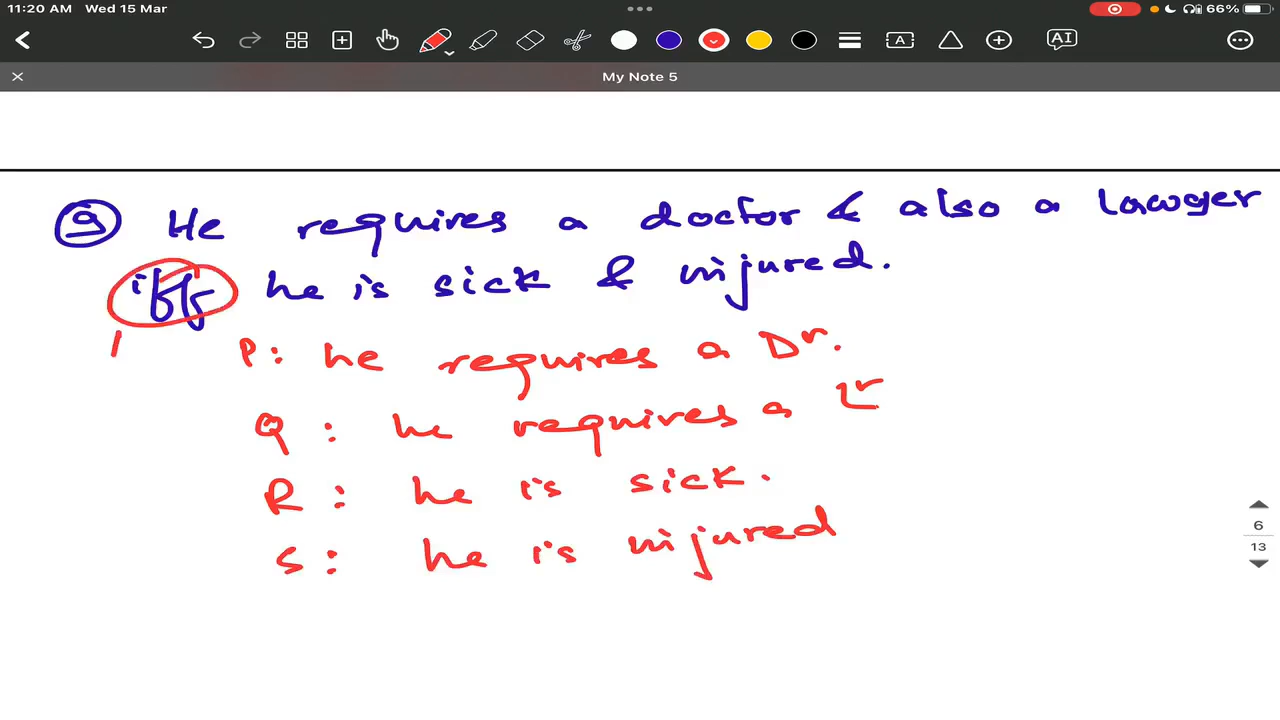 11:20 AM Wed 15 Mar
66%
A
AI
My Note 5
9 He requires a doctor & also a lawyer
iff he is sick & injured.
P: he requires a Dr.
Q: he requires a Lr
R: he is sick.
S: he is injured
6
13